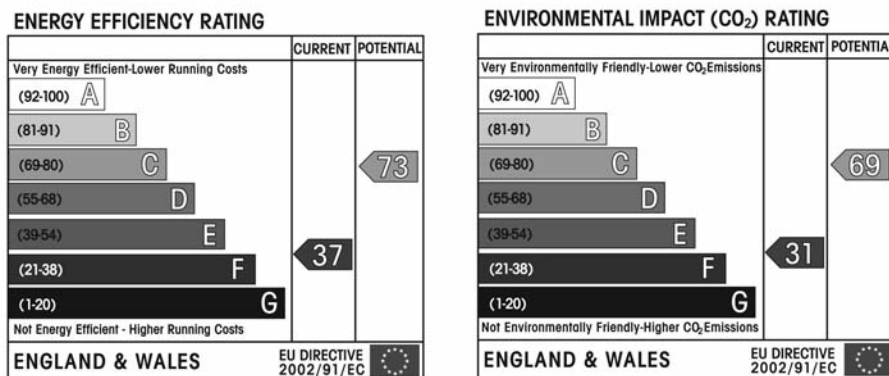 ENERGY EFFICIENCY RATING
CURRENT POTENTIAL
Very Energy Efficient-Lower Running Costs
(92-100) A
(81-91) B
(69-80) C 73
(55-68) D
(39-54) E
37
(21-38) F
(1-20) G
Not Energy Efficient - Higher Running Costs
ENGLAND & WALES
EU DIRECTIVE
2002/91/EC
ENVIRONMENTAL IMPACT (CO₂) RATING
CURRENT POTENTIAL
Very Environmentally Friendly-Lower CO₂Emissions
(92-100) A
(81-91) B
(69-80) C 69
(55-68) D
(39-54) E
31
(21-38) F
(1-20) G
Not Environmentally Friendly-Higher CO₂Emissions
ENGLAND & WALES
EU DIRECTIVE
2002/91/EC